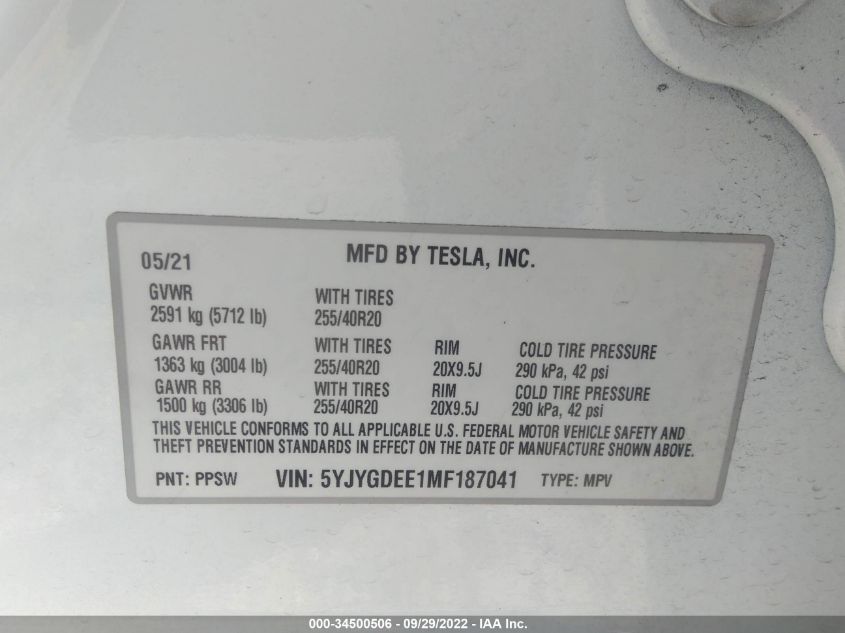 05/21 MFD BY TESLA, INC.
GVWR WITH TIRES
2591 kg (5712 lb) 255/40R20
GAWR FRT WITH TIRES RIM COLD TIRE PRESSURE
1363 kg (3004 lb) 255/40R20 20X9.5J 290 kPa, 42 psi
GAWR RR WITH TIRES RIM COLD TIRE PRESSURE
1500 kg (3306 lb) 255/40R20 20X9.5J 290 kPa, 42 psi
THIS VEHICLE CONFORMS TO ALL APPLICABLE U.S. FEDERAL MOTOR VEHICLE SAFETY AND
THEFT PREVENTION STANDARDS IN EFFECT ON THE DATE OF MANUFACTURE SHOWN ABOVE.
PNT: PPSW VIN: 5YJYGDEE1MF187041 TYPE: MPV
000-34500506 - 09/29/2022 - IAA Inc.